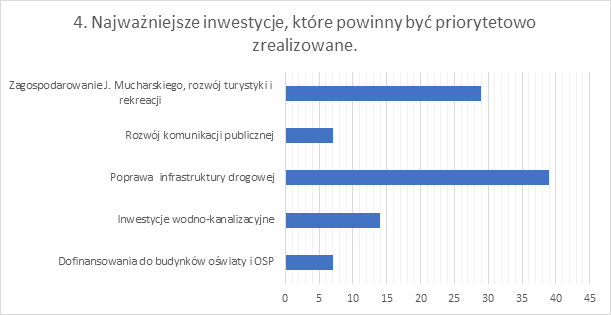 4. Najważniejsze inwestycje, które powinny być priorytetowo
zrealizowane.
Zagospodarowanie J. Mucharskiego, rozwój turystyki i
rekreacji
Rozwój komunikacji publicznej
Poprawa infrastruktury drogowej
Inwestycje wodno-kanalizacyjne
Dofinansowania do budynków oświaty i OSP
0 5 10 15 20 25 30 35 40 45